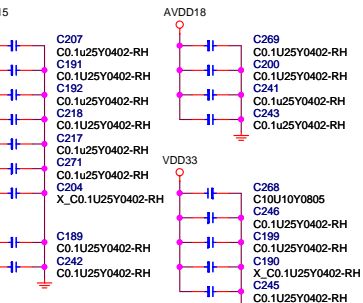 15
C207
C0.1u25Y0402-RH
C191
C0.1U25Y0402-RH
C192
C0.1u25Y0402-RH
C218
C0.1U25Y0402-RH
C217
C0.1u25Y0402-RH
C271
C0.1u25Y0402-RH
C204
X_C0.1U25Y0402-RH
C189
C0.1U25Y0402-RH
C242
C0.1U25Y0402-RH
AVDD18
C269
C0.1U25Y0402-RH
C200
C0.1U25Y0402-RH
C241
C0.1u25Y0402-RH
C243
C0.1u25Y0402-RH
VDD33
C268
C10U10Y0805
C246
C0.1U25Y0402-RH
C199
C0.1U25Y0402-RH
C190
X_C0.1U25Y0402-RH
C245
C0.1U25Y0402-RH